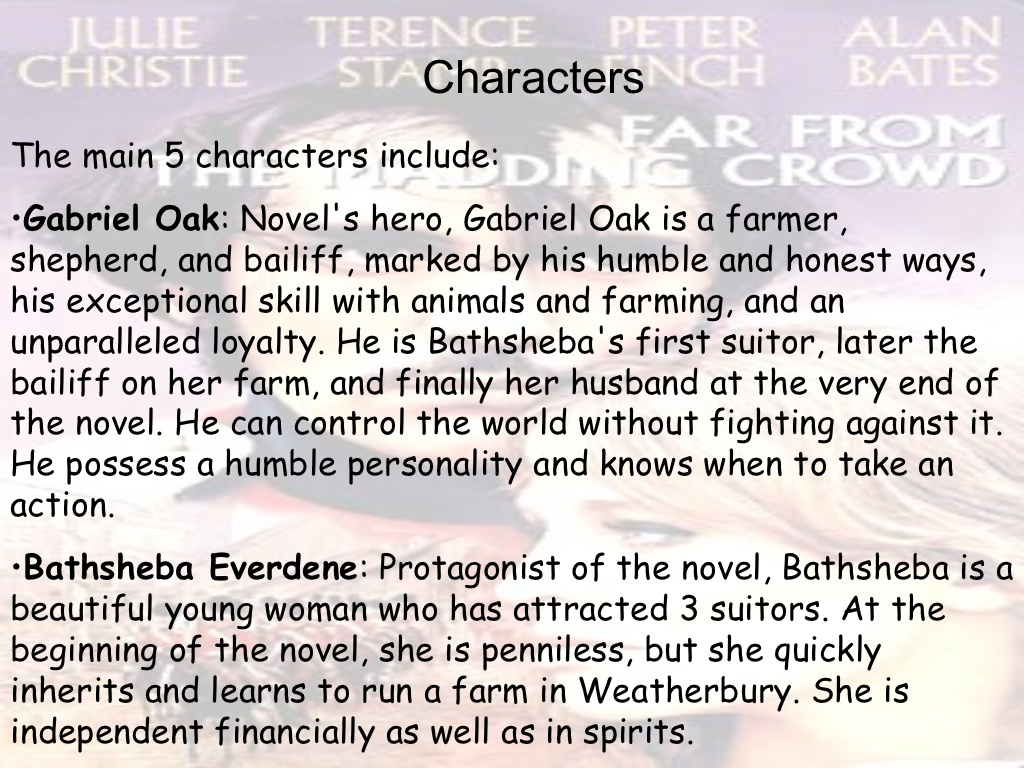 JULIE TERENCE PETER ALAN
CHRISTIE STA INCH BATES
Characters
FAR FROM
THE MADDING CROWD
The main 5 characters include:
•Gabriel Oak: Novel's hero, Gabriel Oak is a farmer,
shepherd, and bailiff, marked by his humble and honest ways,
his exceptional skill with animals and farming, and an
unparalleled loyalty. He is Bathsheba's first suitor, later the
bailiff on her farm, and finally her husband at the very end of
the novel. He can control the world without fighting against it.
He possess a humble personality and knows when to take an
action.
•Bathsheba Everdene: Protagonist of the novel, Bathsheba is a
beautiful young woman who has attracted 3 suitors. At the
beginning of the novel, she is penniless, but she quickly
inherits and learns to run a farm in Weatherbury. She is
independent financially as well as in spirits.